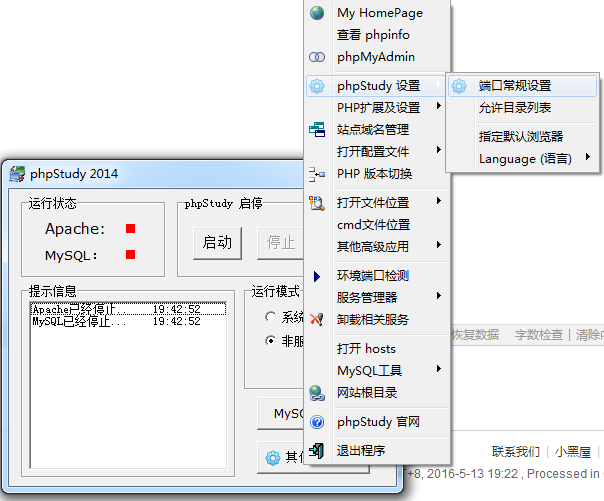 My HomePage
查看 phpinfo
phpMyAdmin
phpStudy 设置
PHP扩展及设置
站点域名管理
打开配置文件
PHP 版本切换
打开文件位置
cmd文件位置
其他高级应用
环境端口检测
服务管理器
卸载相关服务
打开 hosts
MySQL工具
网站根目录
phpStudy 官网
退出程序
端口常规设置
允许目录列表
指定默认浏览器
Language (语言)
phpStudy 2014
运行状态
Apache:
MySQL:
phpStudy 启停
启动
停止
提示信息
Apache已经停止... 19:42:52
MySQL已经停止... 19:42:52
运行模式
系统
非服
MySQ
其他
恢复数据 字数检查 | 清除内
联系我们 | 小黑屋 |
+8, 2016-5-13 19:22 , Processed in